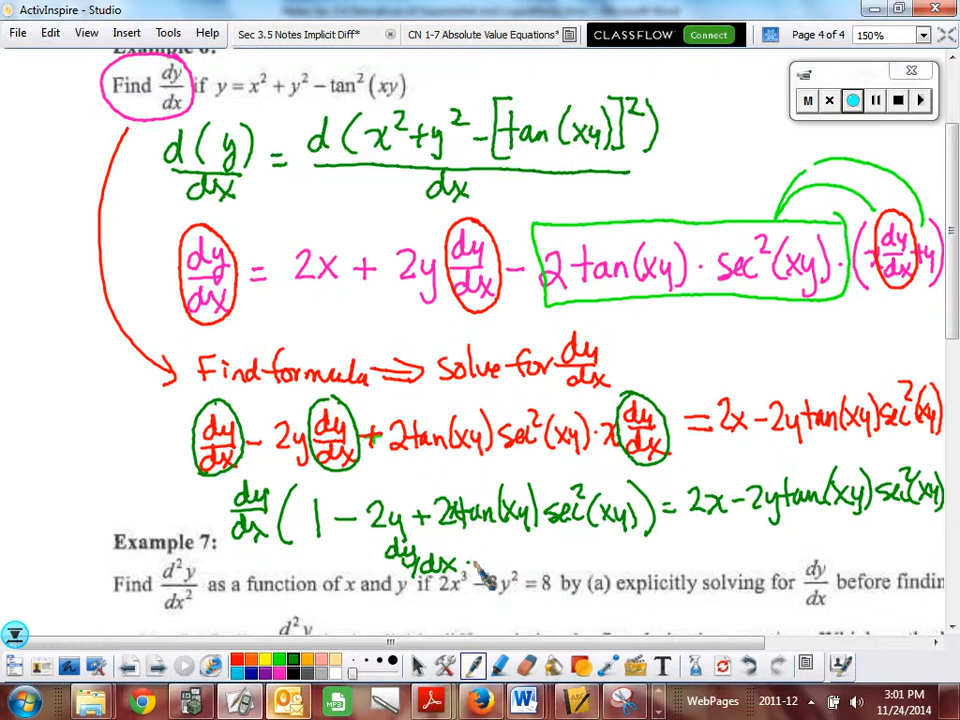 ActivInspire - Studio
File Edit View Insert Tools Help
Sec 3.5 Notes Implicit Diff*
CN 1-7 Absolute Value Equations*
CLASSFLOW Connect
Page 4 of 4
150%
Find dy/dx if y = x² + y² − tan²(xy)
d(y)/dx = d(x² + y² − [tan(xy)]²)/dx
dy/dx = 2x + 2y dy/dx − 2tan(xy) · sec²(xy) · (x dy/dx + y)
Find formula ⟹ Solve for dy/dx
dy/dx − 2y dy/dx + 2tan(xy) sec²(xy) · x dy/dx = 2x − 2y tan(xy) sec²(xy)
dy/dx (1 − 2y + 2x tan(xy) sec²(xy)) = 2x − 2y tan(xy) sec²(xy)
dy/dx
Example 7:
Find d²y/dx² as a function of x and y if 2x³ − 3y² = 8 by (a) explicitly solving for dy/dx before findin
d²y
WebPages
2011-12
3:01 PM
11/24/2014